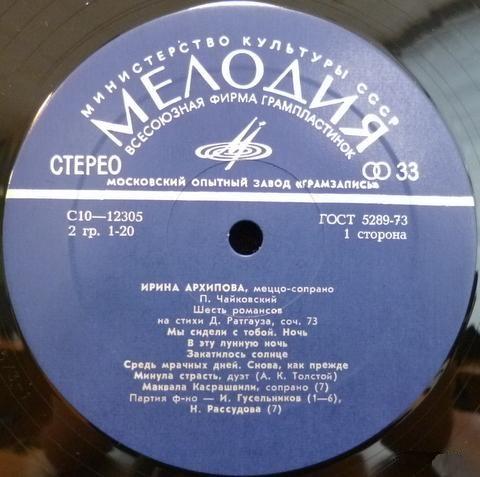 МИНИСТЕРСТВО КУЛЬТУРЫ СССР
МЕЛОДИЯ
ВСЕСОЮЗНАЯ ФИРМА ГРАМПЛАСТИНОК
СТЕРЕО
33
МОСКОВСКИЙ ОПЫТНЫЙ ЗАВОД «ГРАМЗАПИСЬ»
С10—12305
ГОСТ 5289-73
2 гр. 1-20
1 сторона
ИРИНА АРХИПОВА, меццо-сопрано
П. Чайковский
Шесть романсов
на стихи Д. Ратгауза, соч. 73
Мы сидели с тобой. Ночь
В эту лунную ночь
Закатилось солнце
Средь мрачных дней. Снова, как прежде
Минула страсть, дуэт (А. К. Толстой)
Маквала Касрашвили, сопрано (7)
Партия ф-но — И. Гусельников (1—6),
Н. Рассудова (7)